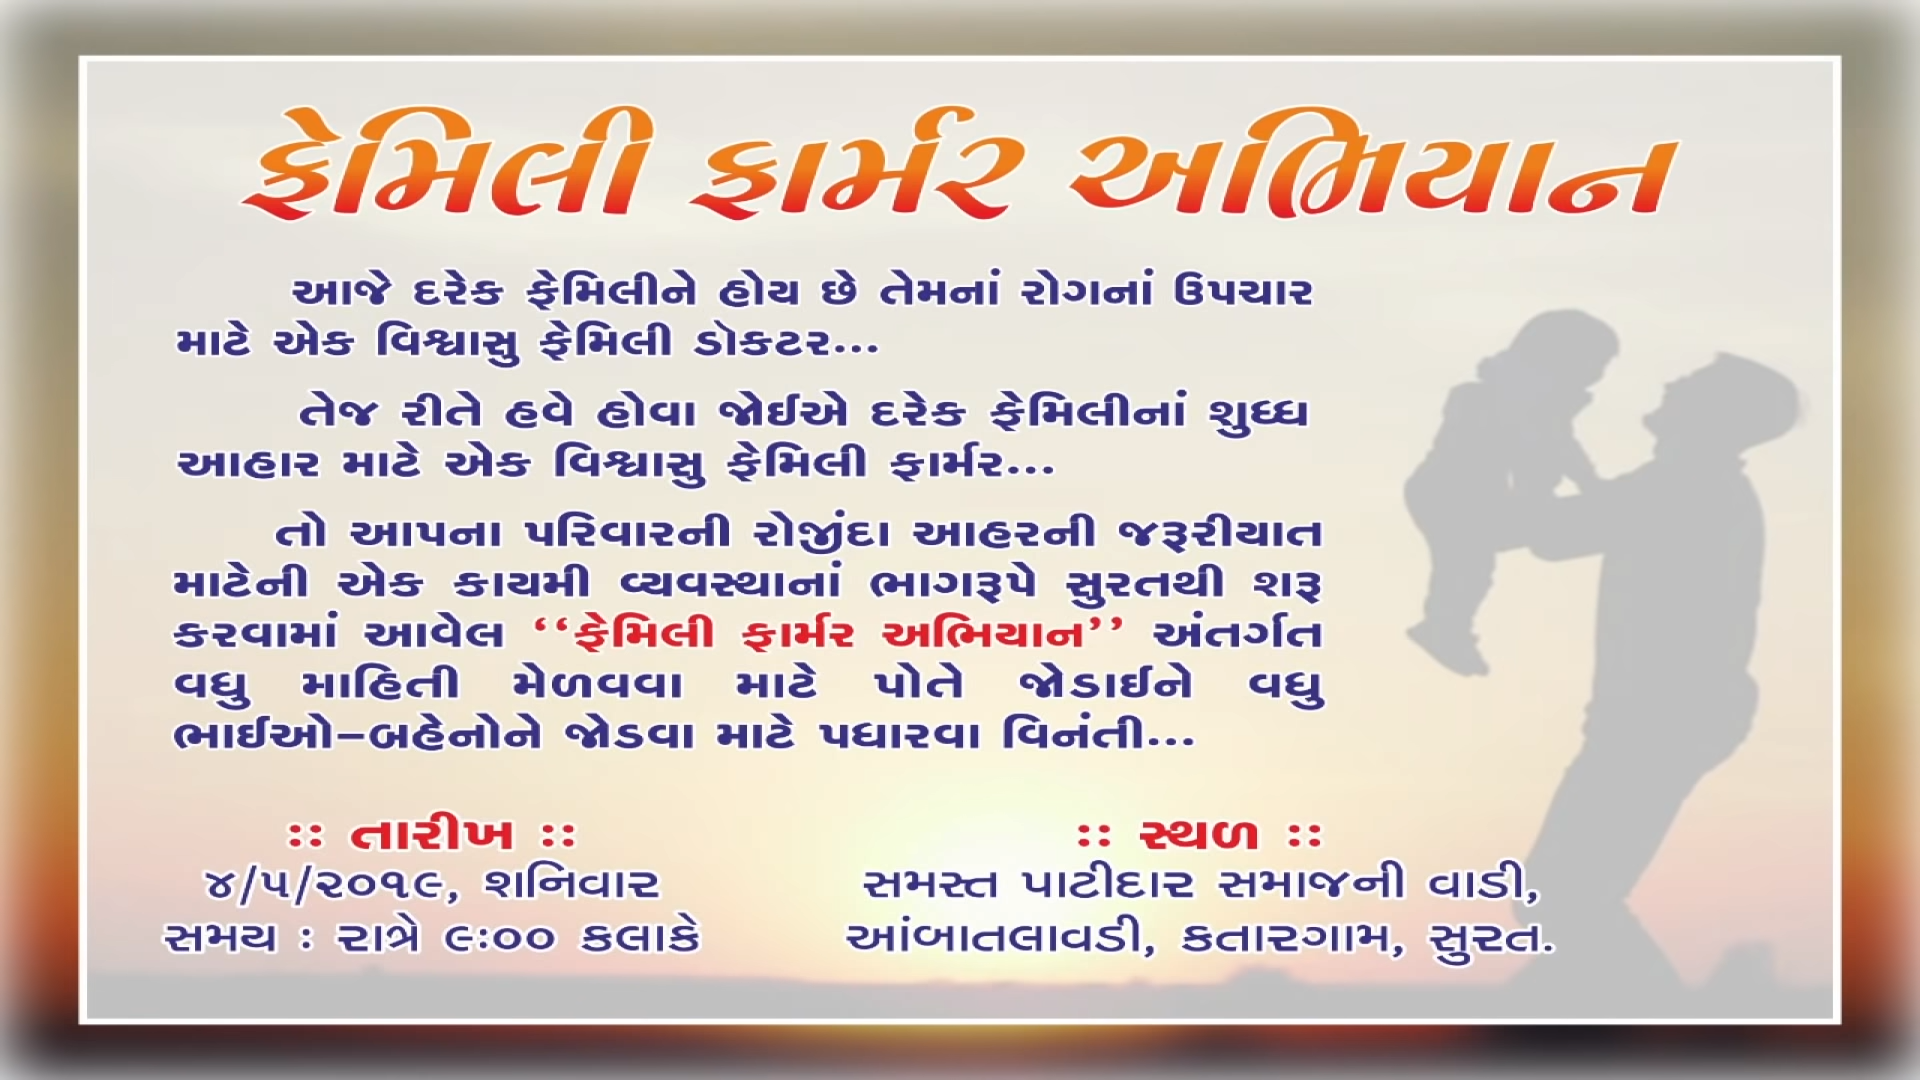 ફેમિલી ફાર્મર અભિયાન
આજે દરેક ફેમિલીને હોય છે તેમનાં રોગનાં ઉપચાર
માટે એક વિશ્વાસુ ફેમિલી ડોકટર...
તેજ રીતે હવે હોવા જોઈએ દરેક ફેમિલીનાં શુધ્ધ
આહાર માટે એક વિશ્વાસુ ફેમિલી ફાર્મર...
તો આપના પરિવારની રોજીંદા આહરની જરૂરીયાત
માટેની એક કાયમી વ્યવસ્થાનાં ભાગરૂપે સુરતથી શરૂ
કરવામાં આવેલ ‘‘ફેમિલી ફાર્મર અભિયાન’’ અંતર્ગત
વધુ માહિતી મેળવવા માટે પોતે જોડાઈને વધુ
ભાઈઓ-બહેનોને જોડવા માટે પધારવા વિનંતી...
:: તારીખ ::
૪/૫/૨૦૧૯, શનિવાર
સમય : રાત્રે ૯:૦૦ કલાકે
:: સ્થળ ::
સમસ્ત પાટીદાર સમાજની વાડી,
આંબાતલાવડી, કતારગામ, સુરત.